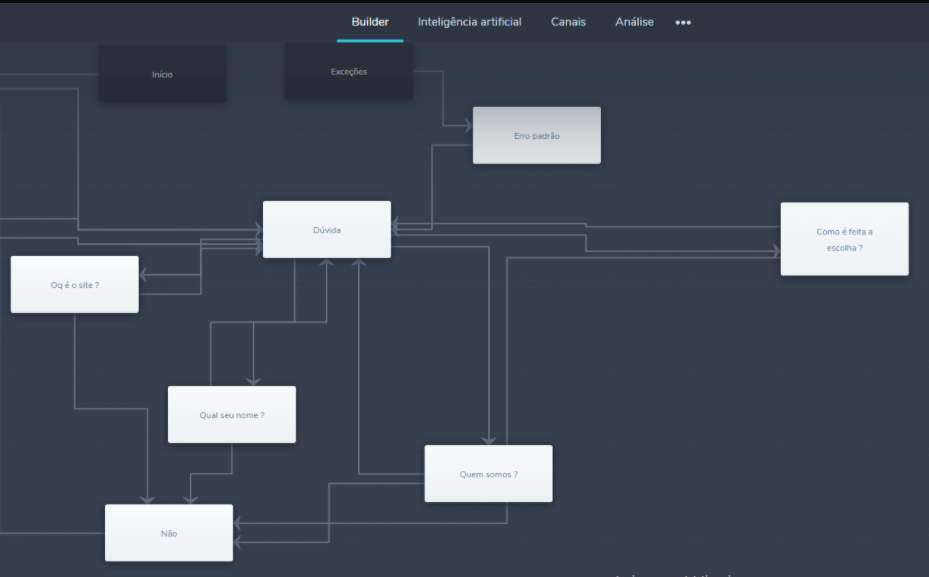 Builder
Inteligência artificial
Canais
Análise
Início
Exceções
Erro padrão
Dúvida
Como é feita a
escolha ?
Oq é o site ?
Qual seu nome ?
Quem somos ?
Não